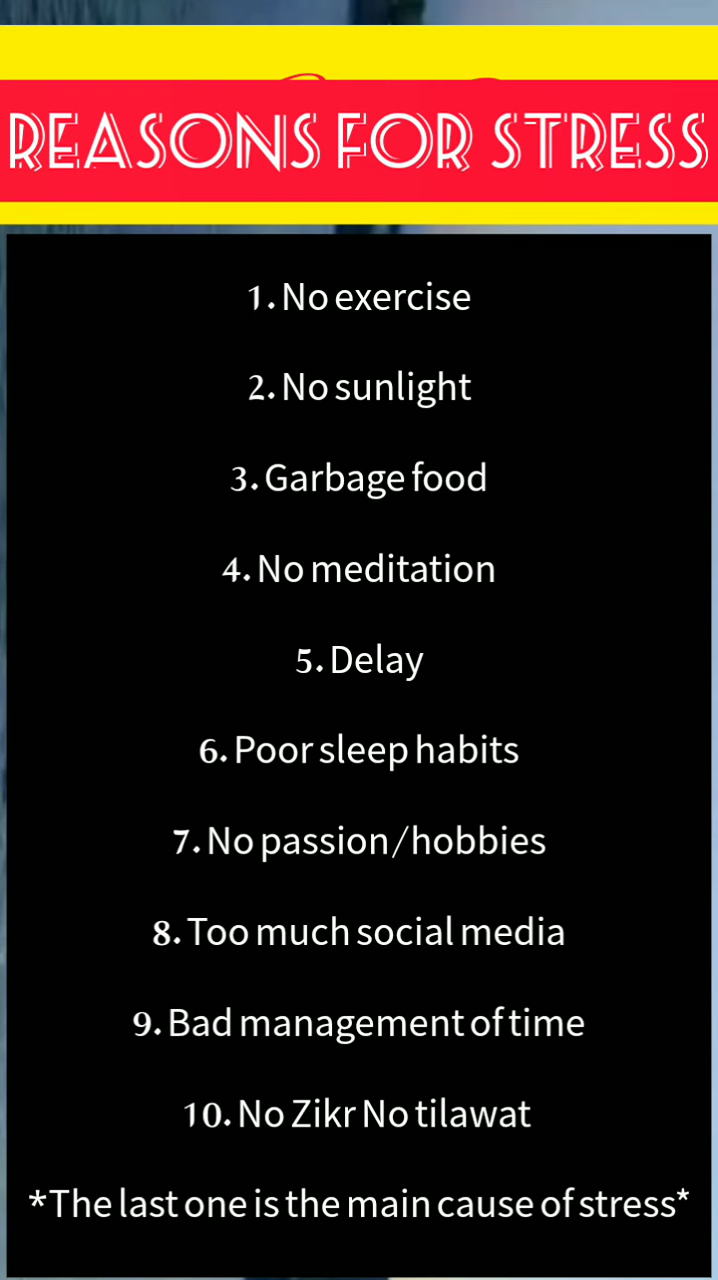 REASONS FOR STRESS
1. No exercise
2. No sunlight
3. Garbage food
4. No meditation
5. Delay
6. Poor sleep habits
7. No passion/hobbies
8. Too much social media
9. Bad management of time
10. No Zikr No tilawat
*The last one is the main cause of stress*